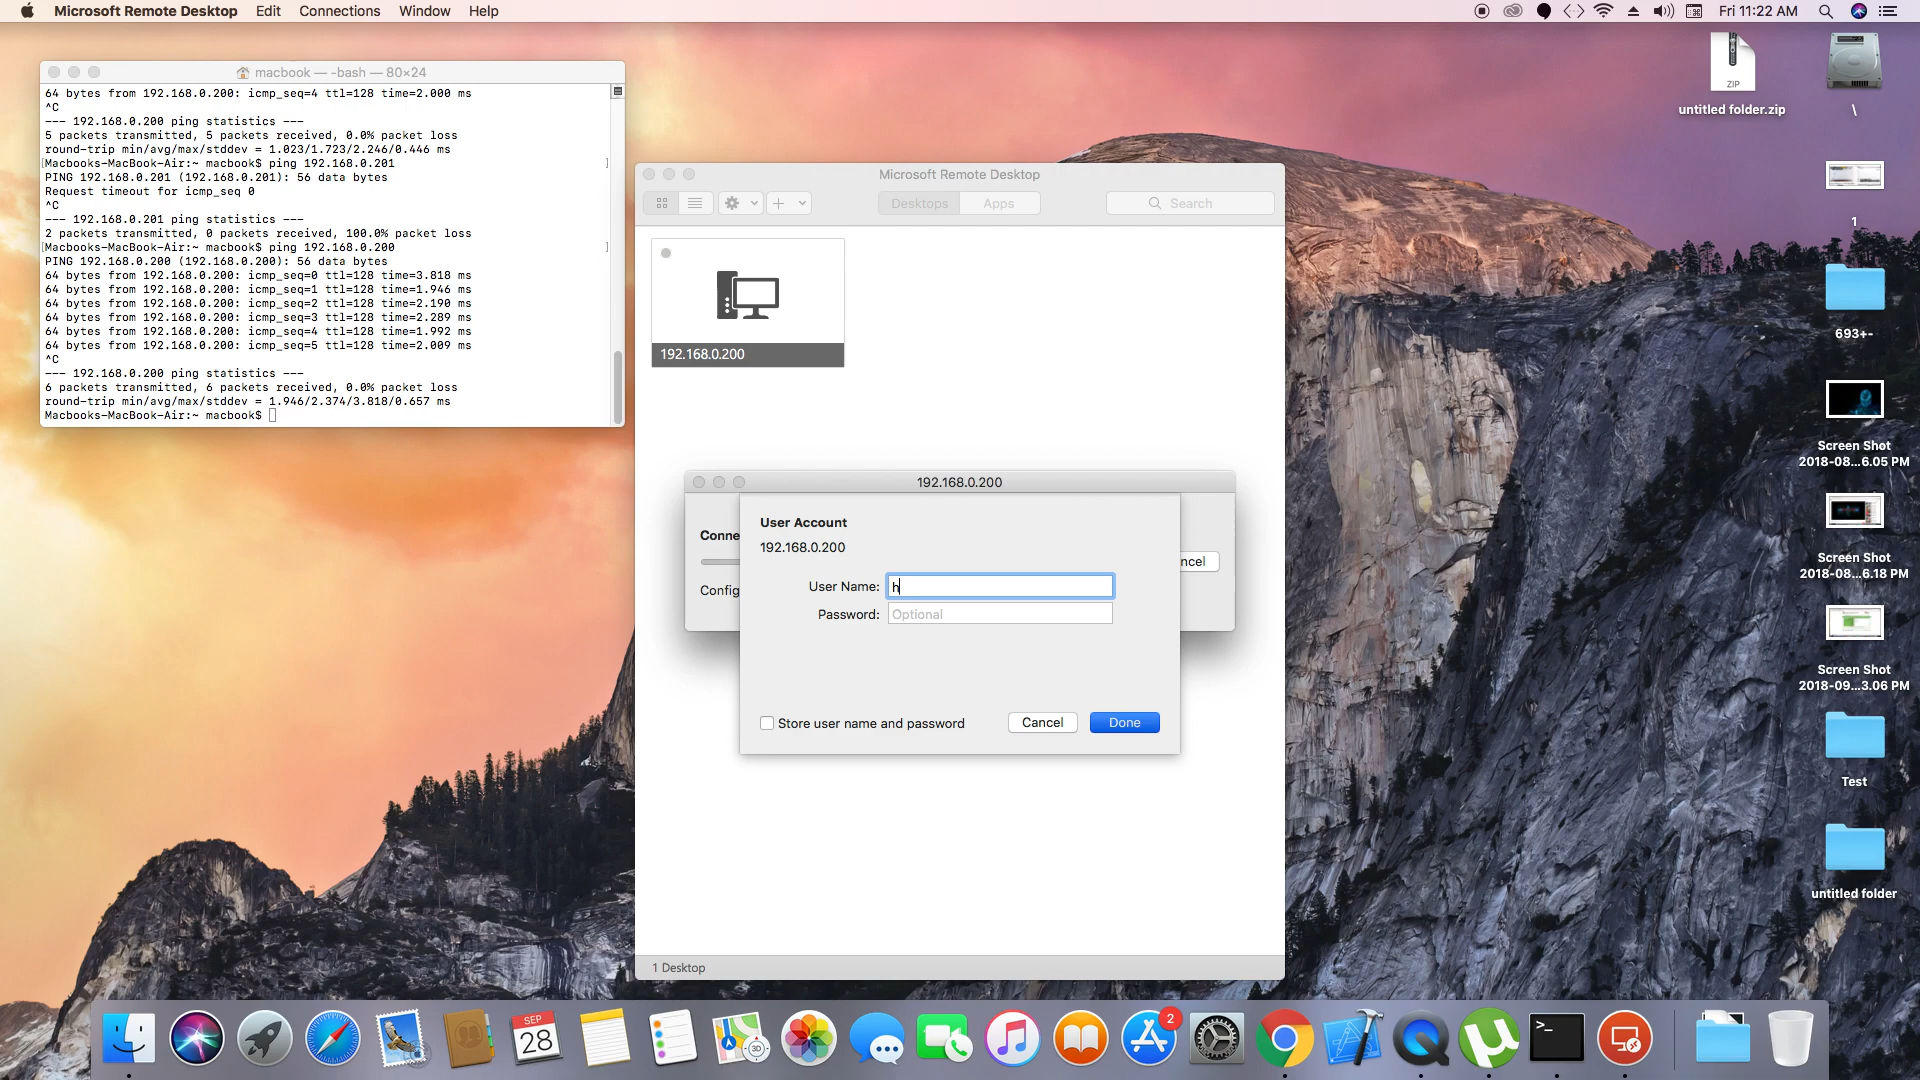 Microsoft Remote Desktop Edit Connections Window Help
Fri 11:22 AM
macbook — -bash — 80×24
64 bytes from 192.168.0.200: icmp_seq=4 ttl=128 time=2.000 ms
^C
--- 192.168.0.200 ping statistics ---
5 packets transmitted, 5 packets received, 0.0% packet loss
round-trip min/avg/max/stddev = 1.023/1.723/2.246/0.446 ms
[Macbooks-MacBook-Air:~ macbook$ ping 192.168.0.201 ]
PING 192.168.0.201 (192.168.0.201): 56 data bytes
Request timeout for icmp_seq 0
^C
--- 192.168.0.201 ping statistics ---
2 packets transmitted, 0 packets received, 100.0% packet loss
[Macbooks-MacBook-Air:~ macbook$ ping 192.168.0.200 ]
PING 192.168.0.200 (192.168.0.200): 56 data bytes
64 bytes from 192.168.0.200: icmp_seq=0 ttl=128 time=3.818 ms
64 bytes from 192.168.0.200: icmp_seq=1 ttl=128 time=1.946 ms
64 bytes from 192.168.0.200: icmp_seq=2 ttl=128 time=2.190 ms
64 bytes from 192.168.0.200: icmp_seq=3 ttl=128 time=2.289 ms
64 bytes from 192.168.0.200: icmp_seq=4 ttl=128 time=1.992 ms
64 bytes from 192.168.0.200: icmp_seq=5 ttl=128 time=2.009 ms
^C
--- 192.168.0.200 ping statistics ---
6 packets transmitted, 6 packets received, 0.0% packet loss
round-trip min/avg/max/stddev = 1.946/2.374/3.818/0.657 ms
Macbooks-MacBook-Air:~ macbook$
Microsoft Remote Desktop
Desktops Apps Search
192.168.0.200
192.168.0.200
Conne
Config
ncel
User Account
192.168.0.200
User Name: h
Password: Optional
Store user name and password Cancel Done
1 Desktop
ZIP
untitled folder.zip
\
1
693+-
Screen Shot
2018-08...6.05 PM
Screen Shot
2018-08...6.18 PM
Screen Shot
2018-09...3.06 PM
Test
untitled folder
SEP
28
3D
2
>_